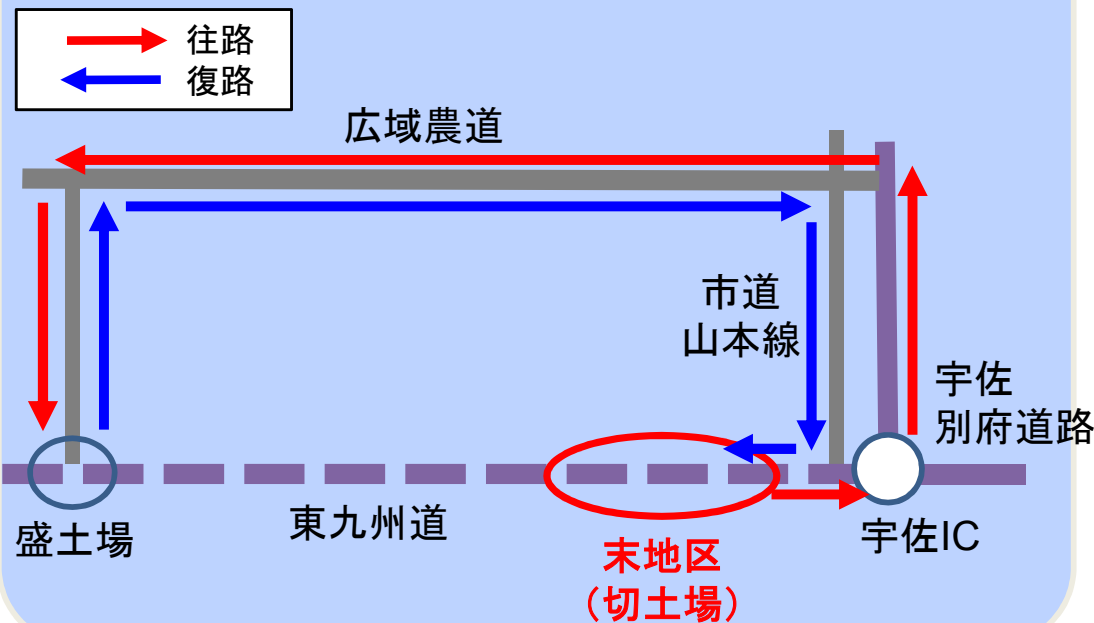 往路
復路
広域農道
市道
山本線
宇佐
別府道路
盛土場
東九州道
末地区
（切土場）
宇佐IC